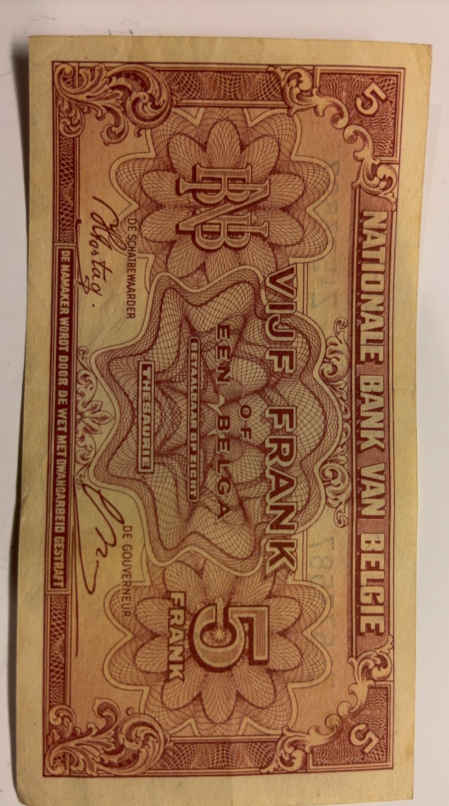 5 5
NATIONALE BANK VAN BELGIE
VIJF FRANK
OF
EEN BELGA
BETAALBAAR OP ZICHT
THESAURIE
BNB
5
FRANK
DE SCHATBEWAARDER
DE GOUVERNEUR
DE NAMAKER WORDT DOOR DE WET MET DWANGARBEID GESTRAFT